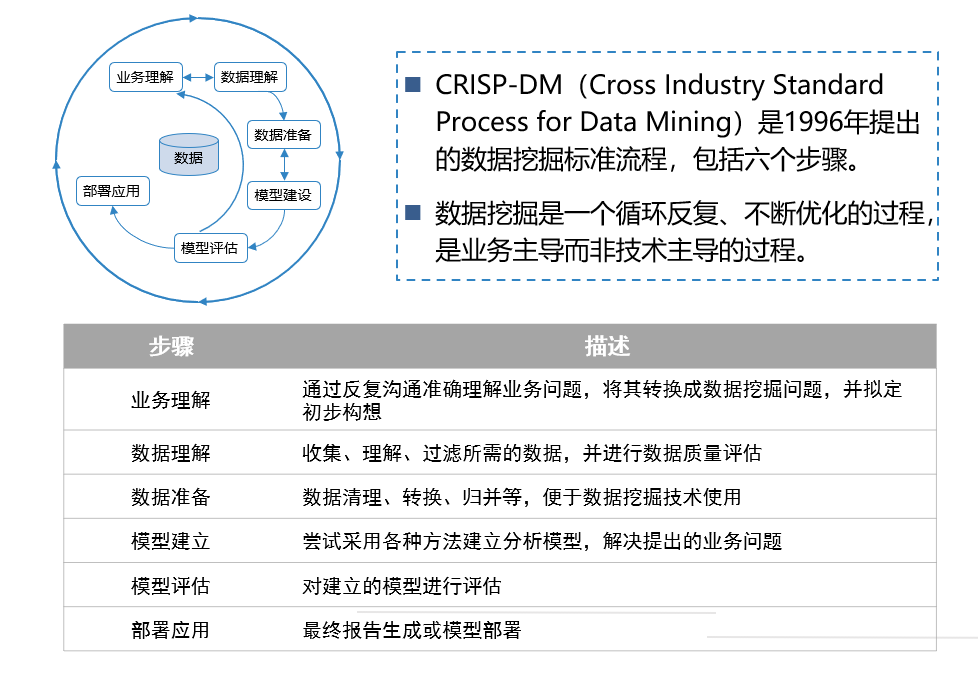 业务理解
数据理解
数据准备
数据
模型建设
部署应用
模型评估
CRISP-DM（Cross Industry Standard
Process for Data Mining）是1996年提出
的数据挖掘标准流程，包括六个步骤。
数据挖掘是一个循环反复、不断优化的过程，
是业务主导而非技术主导的过程。
步骤 描述
业务理解 通过反复沟通准确理解业务问题，将其转换成数据挖掘问题，并拟定
初步构想
数据理解 收集、理解、过滤所需的数据，并进行数据质量评估
数据准备 数据清理、转换、归并等，便于数据挖掘技术使用
模型建立 尝试采用各种方法建立分析模型，解决提出的业务问题
模型评估 对建立的模型进行评估
部署应用 最终报告生成或模型部署